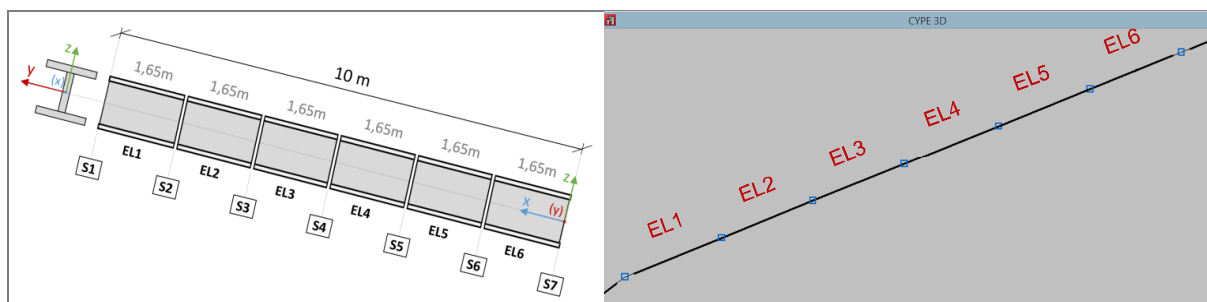 10 m
1,65m
1,65m
1,65m
1,65m
1,65m
1,65m
z
y
(x)
z
x
(y)
EL1
EL2
EL3
EL4
EL5
EL6
S1
S2
S3
S4
S5
S6
S7
CYPE 3D
EL1
EL2
EL3
EL4
EL5
EL6